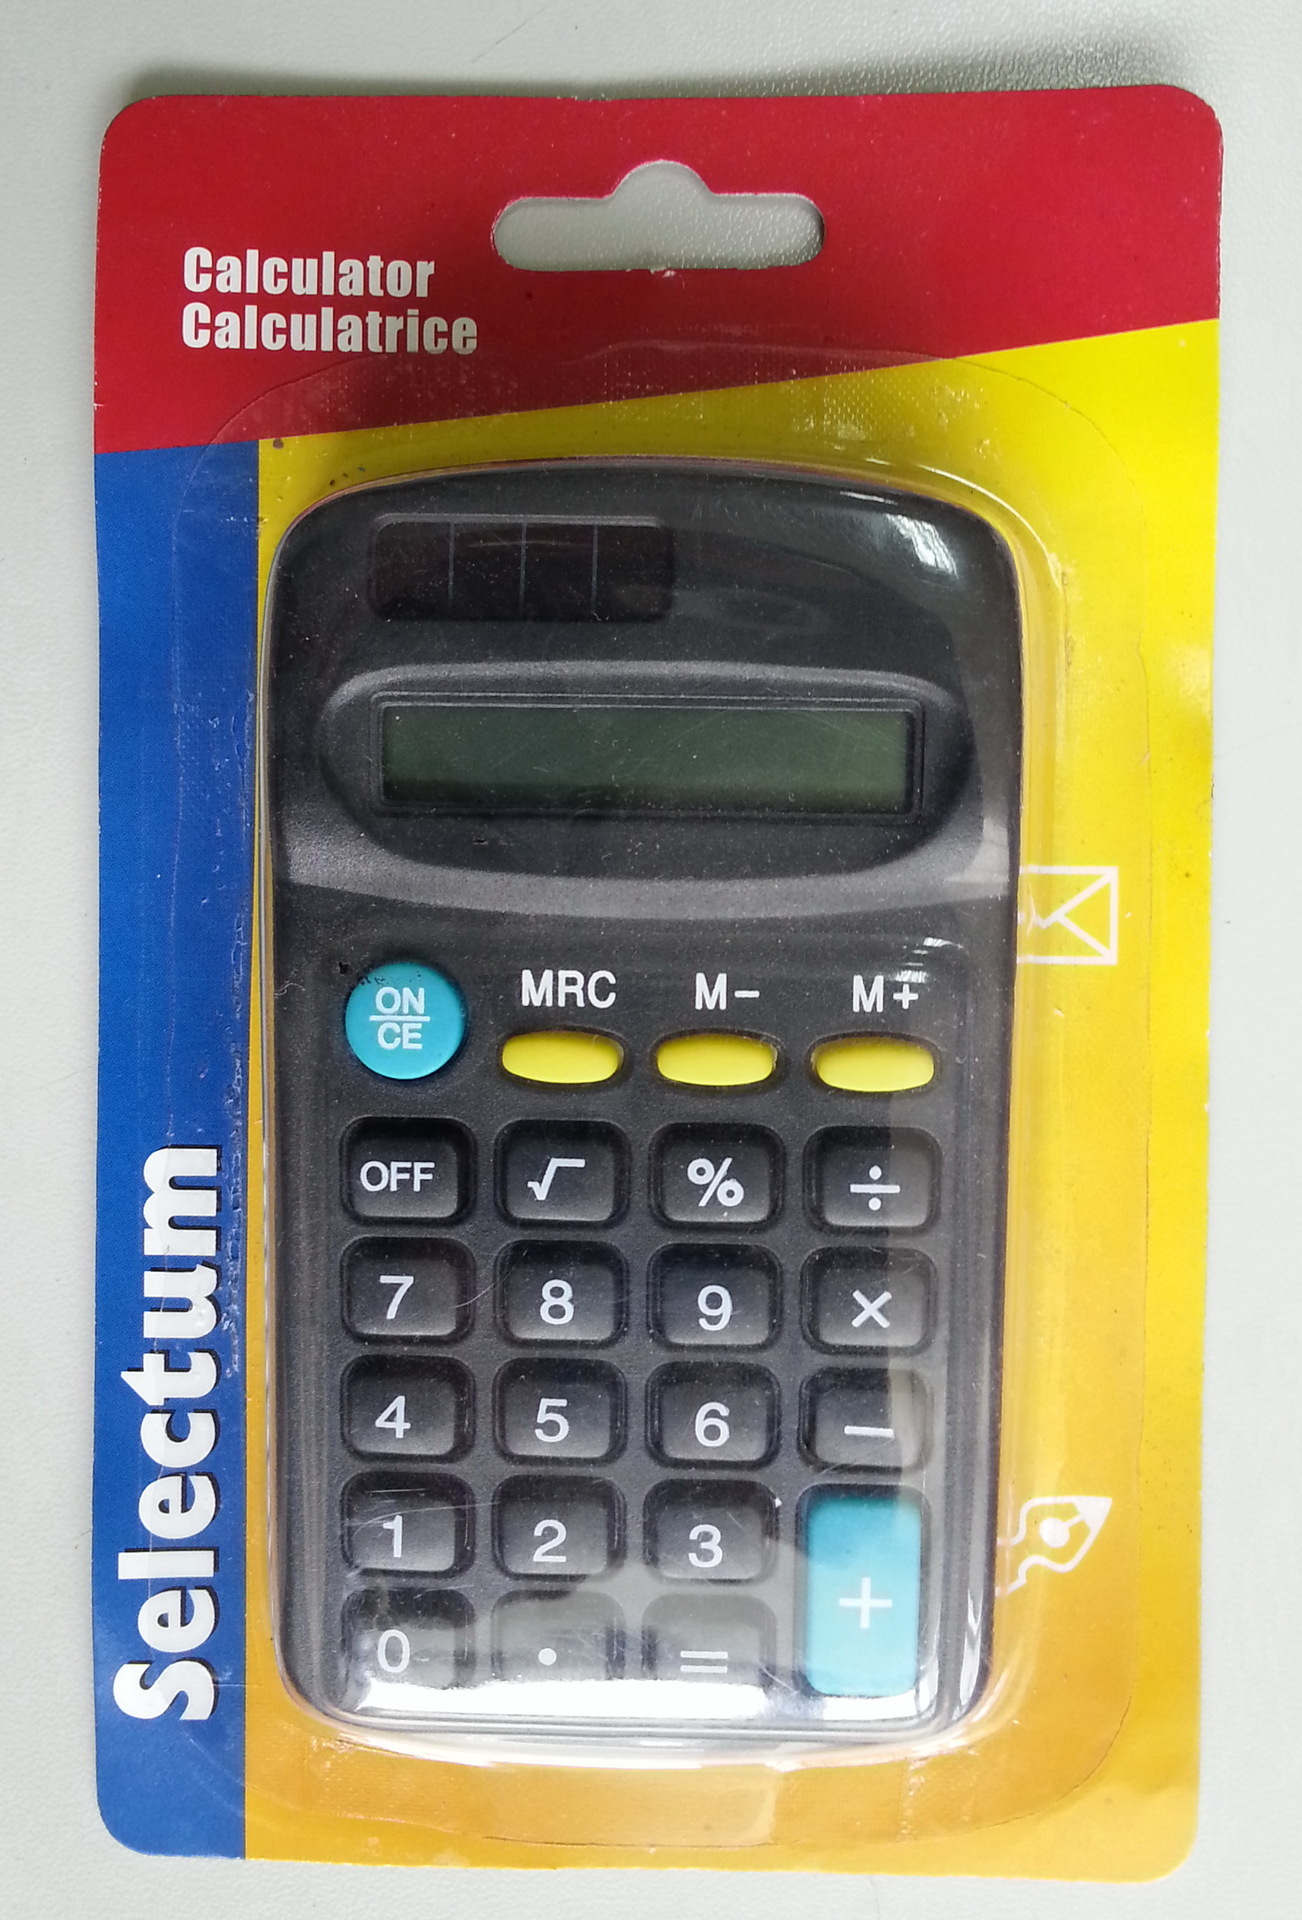 Calculator
Calculatrice
Selectum
ON
CE
MRC M- M+
OFF √ % ÷
7 8 9 ×
4 5 6 -
1 2 3
+
0 . =